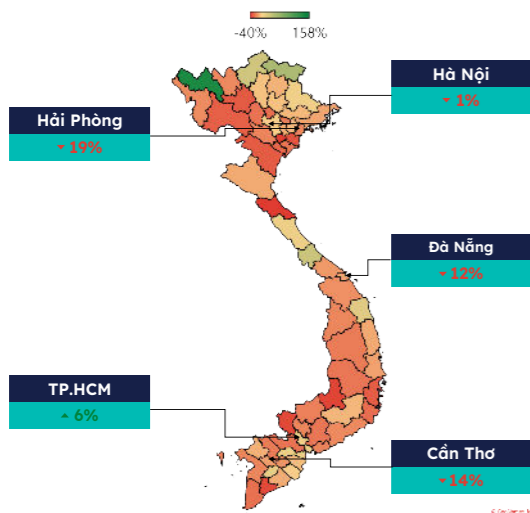 -40% 158%
Hà Nội
▾ 1%
Hải Phòng
▾ 19%
Đà Nẵng
▾ 12%
TP.HCM
▴ 6%
Cần Thơ
▾ 14%